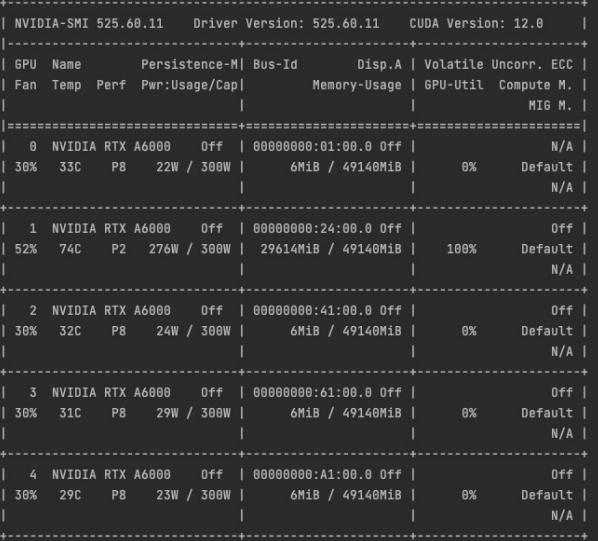 +-----------------------------------------------------------------------------+
| NVIDIA-SMI 525.60.11    Driver Version: 525.60.11    CUDA Version: 12.0     |
|-------------------------------+----------------------+----------------------+
| GPU  Name        Persistence-M| Bus-Id        Disp.A | Volatile Uncorr. ECC |
| Fan  Temp  Perf  Pwr:Usage/Cap|         Memory-Usage | GPU-Util  Compute M. |
|                               |                      |               MIG M. |
|===============================+======================+======================|
|   0  NVIDIA RTX A6000    Off  | 00000000:01:00.0 Off |                  N/A |
| 30%   33C    P8    22W / 300W |      6MiB / 49140MiB |      0%      Default |
|                               |                      |                  N/A |
+-------------------------------+----------------------+----------------------+
|   1  NVIDIA RTX A6000    Off  | 00000000:24:00.0 Off |                  Off |
| 52%   74C    P2   276W / 300W |  29614MiB / 49140MiB |    100%      Default |
|                               |                      |                  N/A |
+-------------------------------+----------------------+----------------------+
|   2  NVIDIA RTX A6000    Off  | 00000000:41:00.0 Off |                  Off |
| 30%   32C    P8    24W / 300W |      6MiB / 49140MiB |      0%      Default |
|                               |                      |                  N/A |
+-------------------------------+----------------------+----------------------+
|   3  NVIDIA RTX A6000    Off  | 00000000:61:00.0 Off |                  Off |
| 30%   31C    P8    29W / 300W |      6MiB / 49140MiB |      0%      Default |
|                               |                      |                  N/A |
+-------------------------------+----------------------+----------------------+
|   4  NVIDIA RTX A6000    Off  | 00000000:A1:00.0 Off |                  Off |
| 30%   29C    P8    23W / 300W |      6MiB / 49140MiB |      0%      Default |
|                               |                      |                  N/A |
+-------------------------------+----------------------+----------------------+